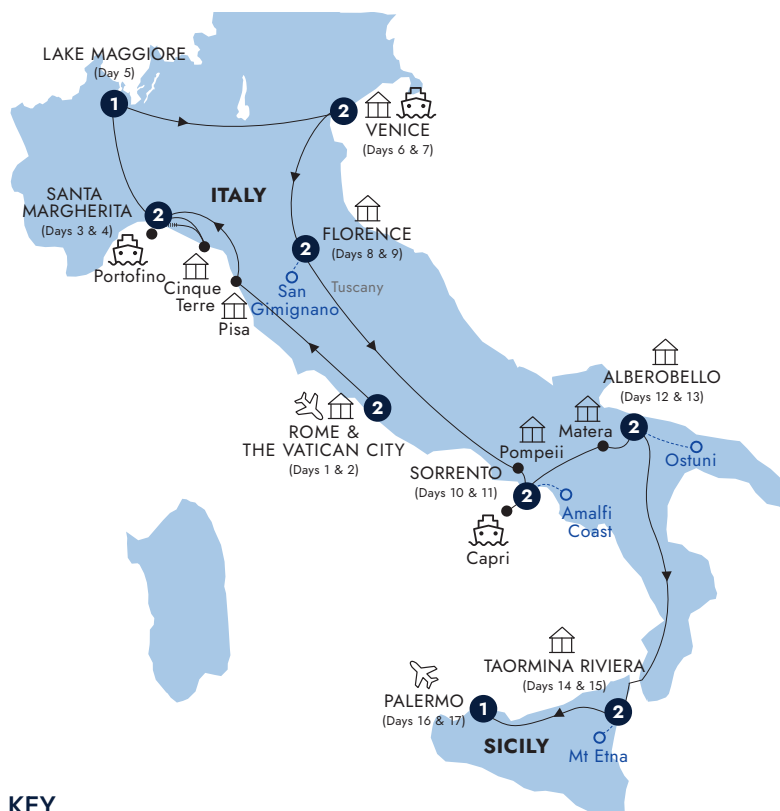 LAKE MAGGIORE
(Day 5)
1
2
VENICE
(Days 6 & 7)
ITALY
SANTA
MARGHERITA
(Days 3 & 4)
2
Portofino
Cinque
Terre
Pisa
FLORENCE
(Days 8 & 9)
2
Tuscany
San
Gimignano
2
ROME &
THE VATICAN CITY
(Days 1 & 2)
ALBEROBELLO
(Days 12 & 13)
2
Matera
Ostuni
Pompeii
SORRENTO
(Days 10 & 11)
2
Amalfi
Coast
Capri
TAORMINA RIVIERA
(Days 14 & 15)
2
PALERMO
(Days 16 & 17)
1
SICILY
Mt Etna
KEY